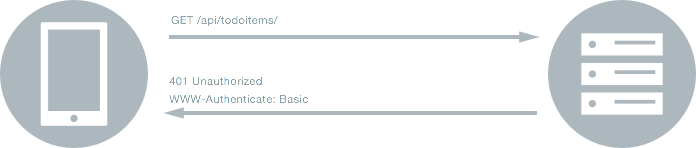 GET /api/todoitems/
401 Unauthorized
WWW-Authenticate: Basic